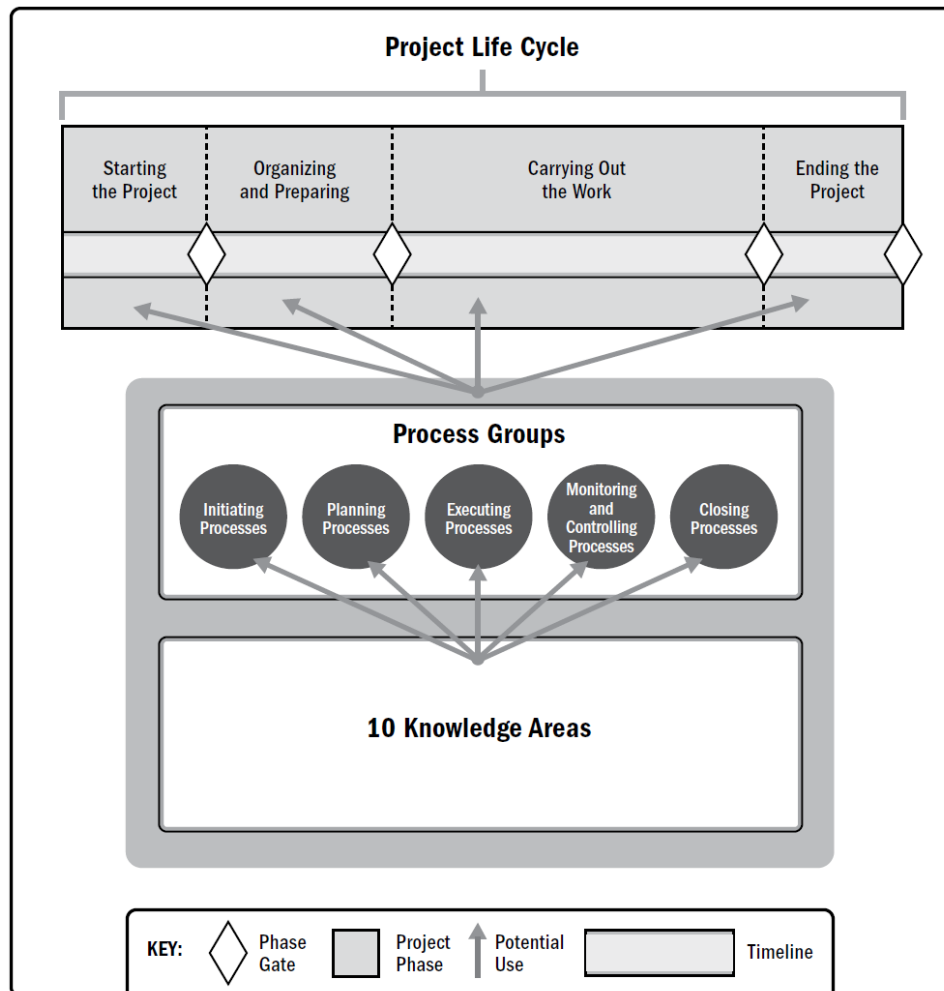 Project Life Cycle
Starting
the Project
Organizing
and Preparing
Carrying Out
the Work
Ending the
Project
Process Groups
Initiating
Processes
Planning
Processes
Executing
Processes
Monitoring
and
Controlling
Processes
Closing
Processes
10 Knowledge Areas
KEY:
Phase
Gate
Project
Phase
Potential
Use
Timeline